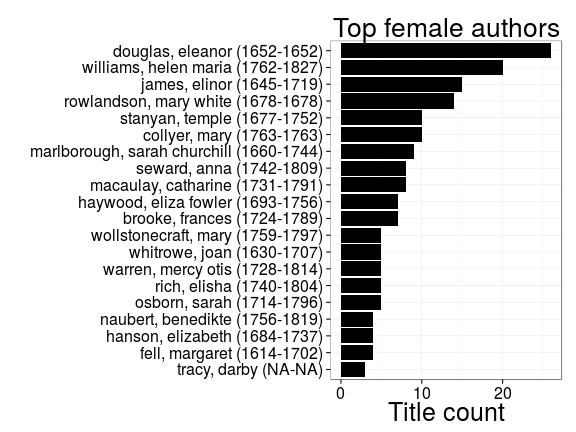 Top female authors
douglas, eleanor (1652-1652)
williams, helen maria (1762-1827)
james, elinor (1645-1719)
rowlandson, mary white (1678-1678)
stanyan, temple (1677-1752)
collyer, mary (1763-1763)
marlborough, sarah churchill (1660-1744)
seward, anna (1742-1809)
macaulay, catharine (1731-1791)
haywood, eliza fowler (1693-1756)
brooke, frances (1724-1789)
wollstonecraft, mary (1759-1797)
whitrowe, joan (1630-1707)
warren, mercy otis (1728-1814)
rich, elisha (1740-1804)
osborn, sarah (1714-1796)
naubert, benedikte (1756-1819)
hanson, elizabeth (1684-1737)
fell, margaret (1614-1702)
tracy, darby (NA-NA)
0 10 20
Title count